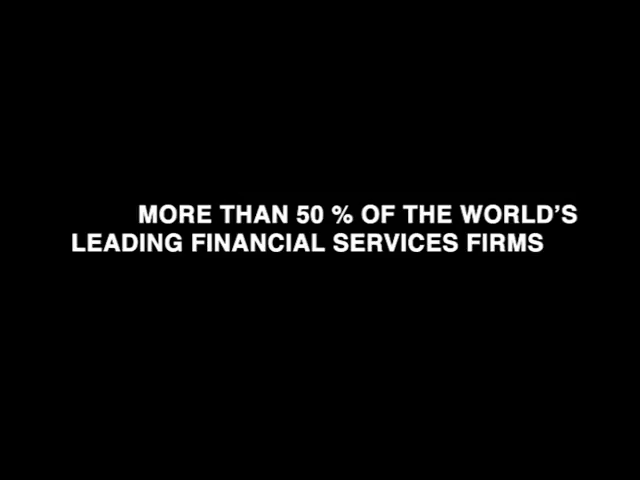 MORE THAN 50 % OF THE WORLD'S
LEADING FINANCIAL SERVICES FIRMS